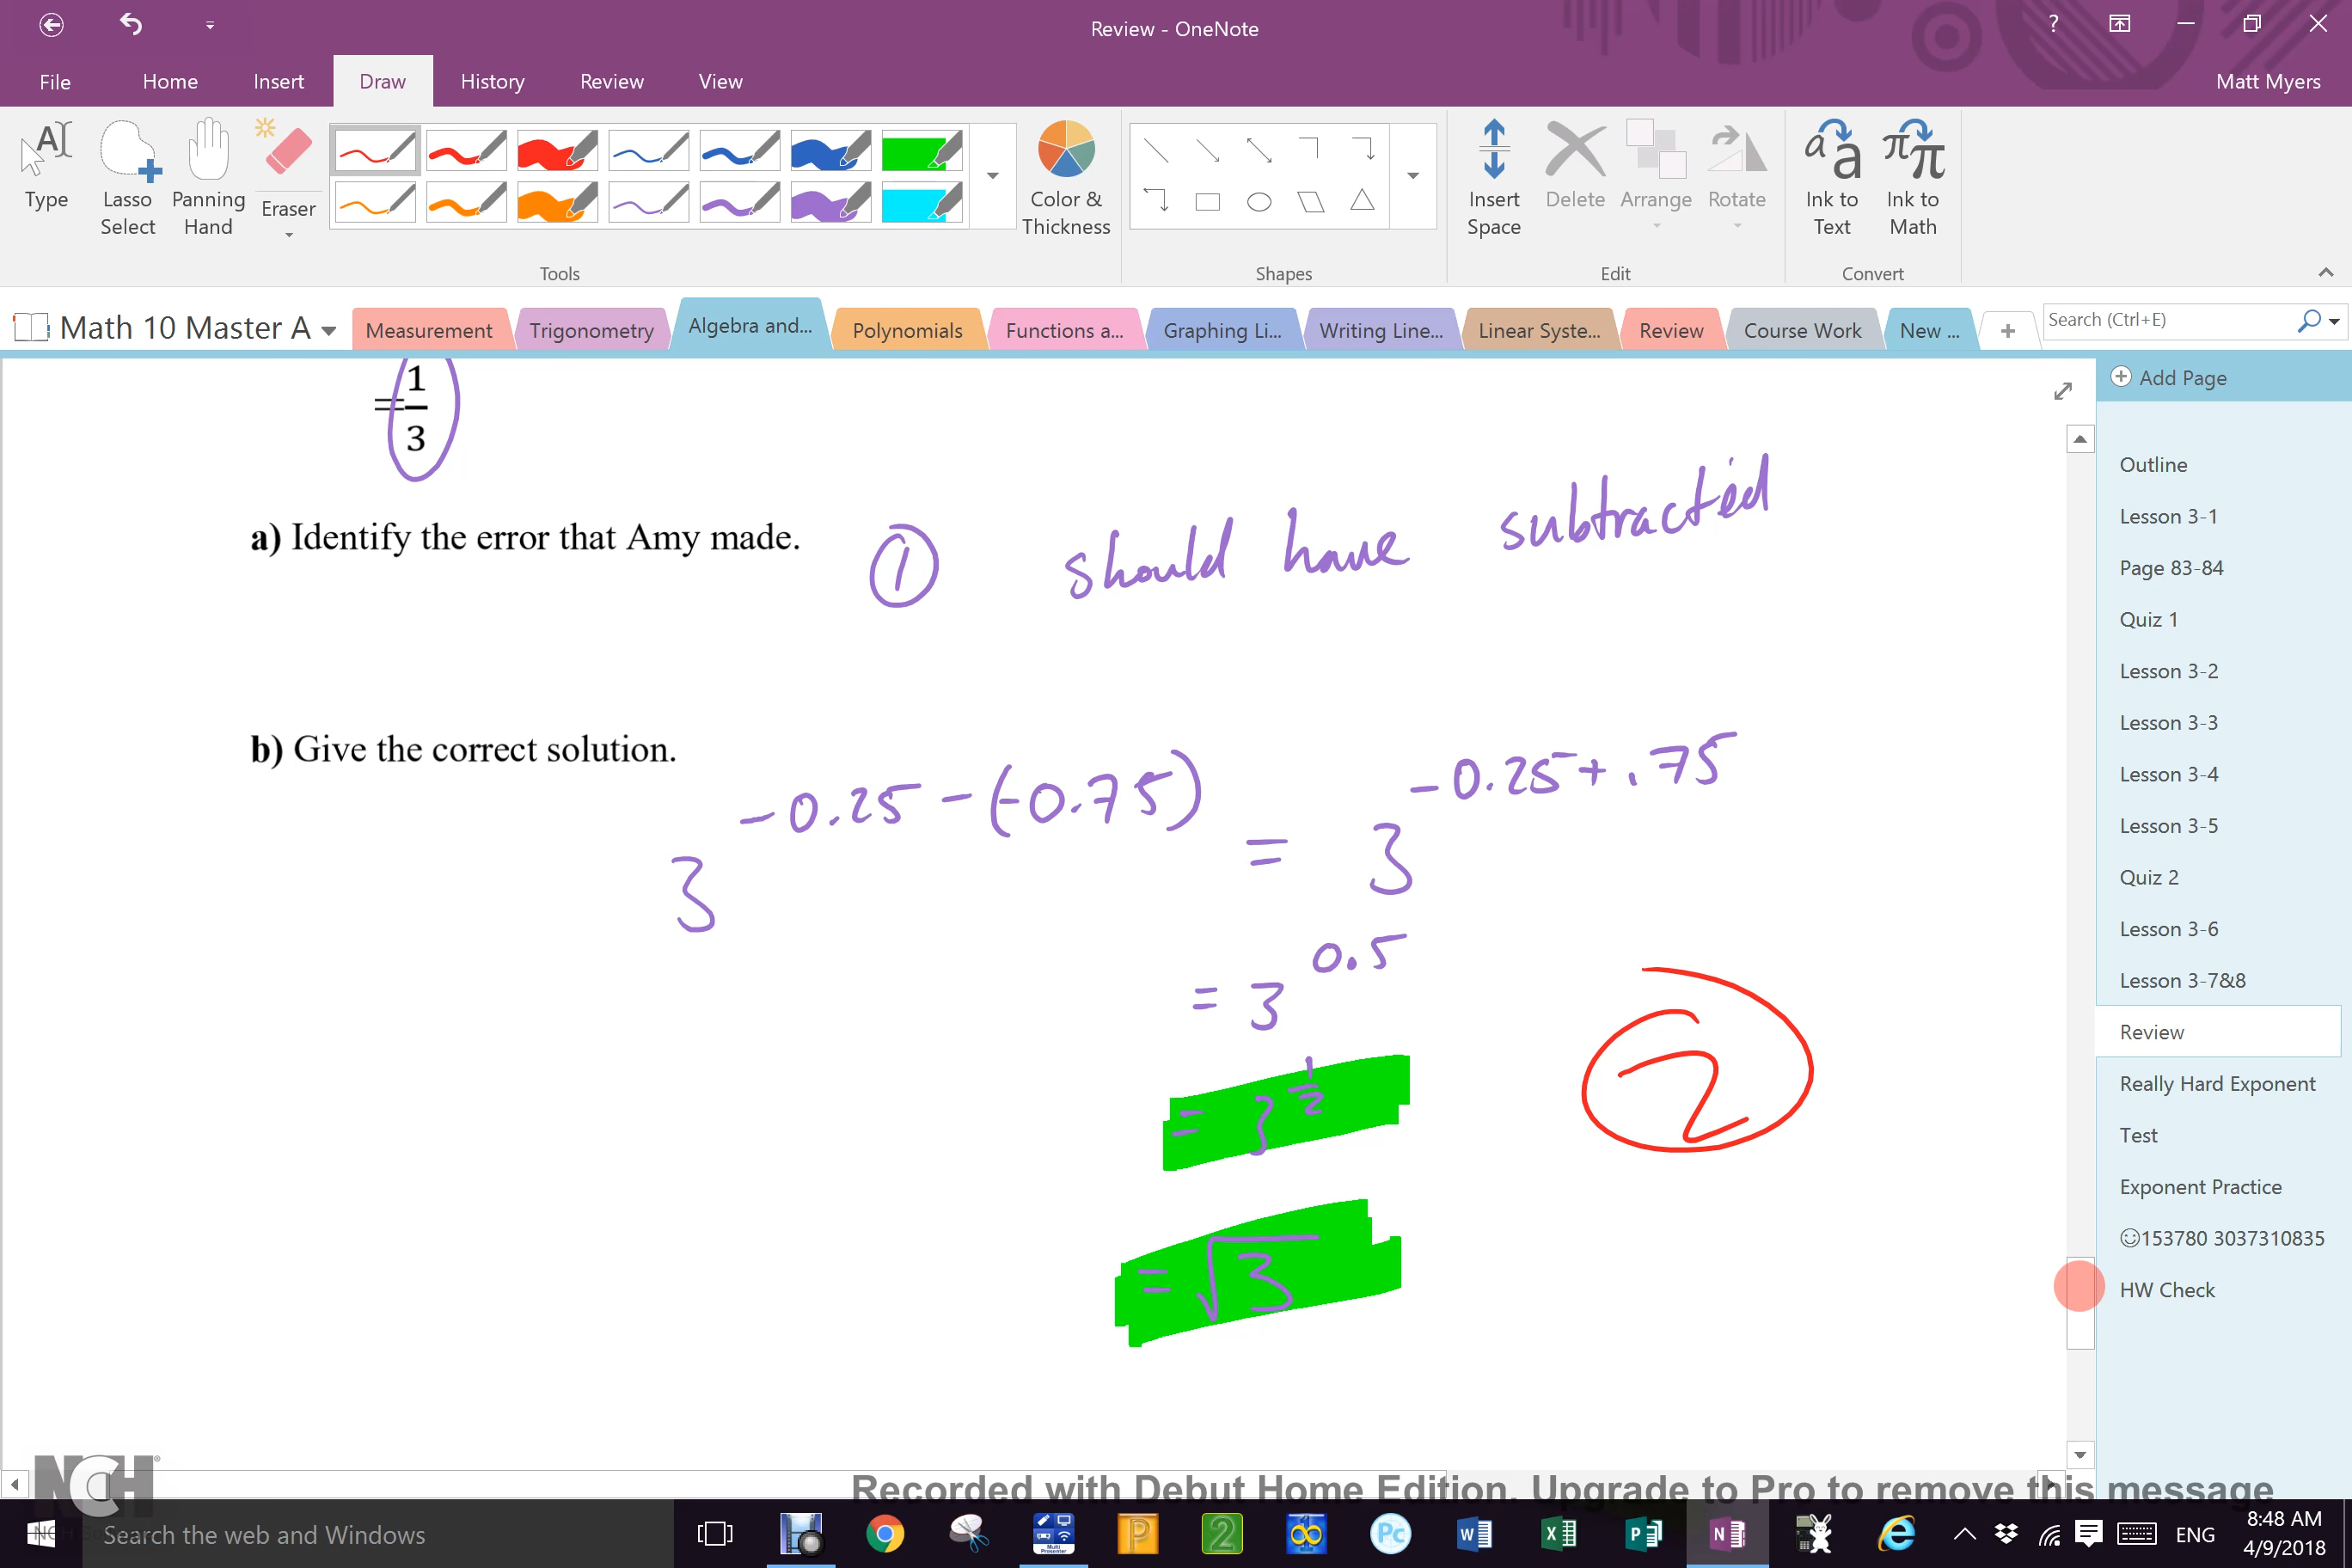 Review - OneNote
?
File Home Insert Draw History Review View Matt Myers
Type Lasso Select Panning Hand Eraser Color & Thickness Insert Space Delete Arrange Rotate Ink to Text Ink to Math
Tools Shapes Edit Convert
Math 10 Master A Measurement Trigonometry Algebra and... Polynomials Functions a... Graphing Li... Writing Line... Linear Syste... Review Course Work New ... + Search (Ctrl+E)
Add Page
= 1/3
a) Identify the error that Amy made. ① should have subtracted
b) Give the correct solution.
3^(-0.25-(-0.75)) = 3^(-0.25+.75)
= 3^0.5
= 3^(1/2)
2
= √3
Outline
Lesson 3-1
Page 83-84
Quiz 1
Lesson 3-2
Lesson 3-3
Lesson 3-4
Lesson 3-5
Quiz 2
Lesson 3-6
Lesson 3-7&8
Review
Really Hard Exponent
Test
Exponent Practice
☺153780 3037310835
HW Check
NCH
Recorded with Debut Home Edition. Upgrade to Pro to remove this message
Search the web and Windows
ENG
8:48 AM
4/9/2018